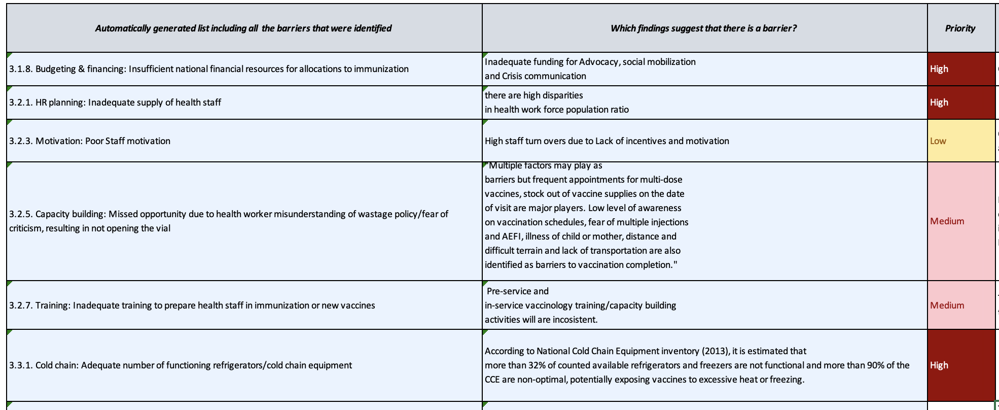 Automatically generated list including all the barriers that were identified
Which findings suggest that there is a barrier?
Priority
3.1.8. Budgeting & financing: Insufficient national financial resources for allocations to immunization
Inadequate funding for Advocacy, social mobilization
and Crisis communication
High
3.2.1. HR planning: Inadequate supply of health staff
there are high disparities
in health work force population ratio
High
3.2.3. Motivation: Poor Staff motivation
High staff turn overs due to Lack of incentives and motivation
Low
3.2.5. Capacity building: Missed opportunity due to health worker misunderstanding of wastage policy/fear of
criticism, resulting in not opening the vial
"Multiple factors may play as
barriers but frequent appointments for multi-dose
vaccines, stock out of vaccine supplies on the date
of visit are major players. Low level of awareness
on vaccination schedules, fear of multiple injections
and AEFI, illness of child or mother, distance and
difficult terrain and lack of transportation are also
identified as barriers to vaccination completion."
Medium
3.2.7. Training: Inadequate training to prepare health staff in immunization or new vaccines
Pre-service and
in-service vaccinology training/capacity building
activities will are incosistent.
Medium
3.3.1. Cold chain: Adequate number of functioning refrigerators/cold chain equipment
According to National Cold Chain Equipment inventory (2013), it is estimated that
more than 32% of counted available refrigerators and freezers are not functional and more than 90% of the
CCE are non-optimal, potentially exposing vaccines to excessive heat or freezing.
High